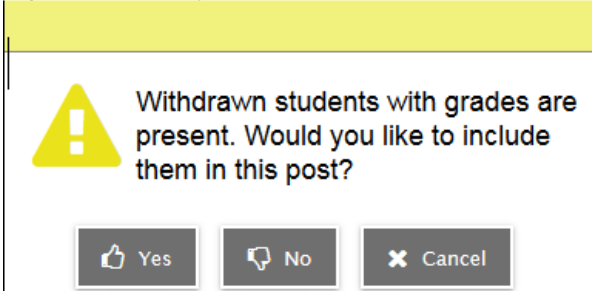 Withdrawn students with grades are
present. Would you like to include
them in this post?
Yes No Cancel